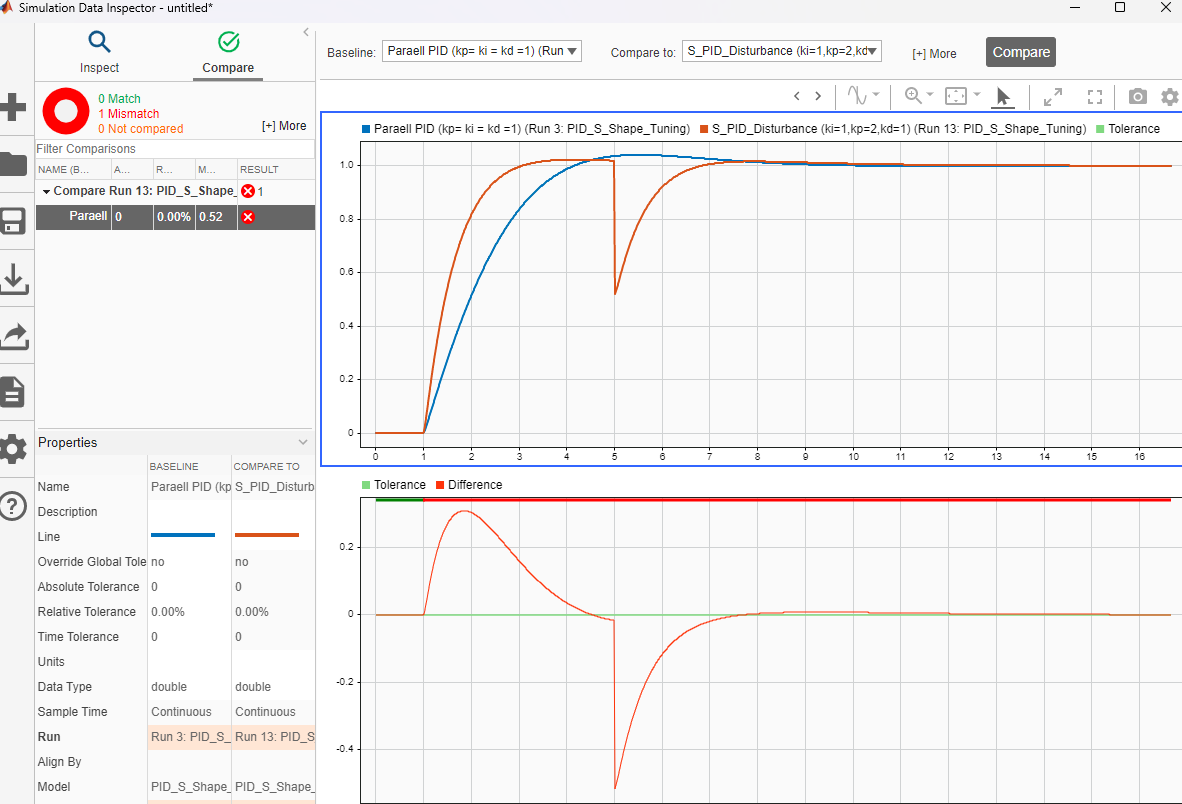 Simulation Data Inspector - untitled*
Inspect
Compare
0 Match
1 Mismatch
0 Not compared
[+] More
Filter Comparisons
NAME (B... A... R... M... RESULT
Compare Run 13: PID_S_Shape_ 1
Paraell 0 0.00% 0.52
Properties
BASELINE COMPARE TO
Name Paraell PID (kp S_PID_Disturb
Description
Line
Override Global Tole no no
Absolute Tolerance 0 0
Relative Tolerance 0.00% 0.00%
Time Tolerance 0 0
Units
Data Type double double
Sample Time Continuous Continuous
Run Run 3: PID_S_ Run 13: PID_S
Align By
Model PID_S_Shape_ PID_S_Shape_
Baseline: Paraell PID (kp= ki = kd =1) (Run Compare to: S_PID_Disturbance (ki=1,kp=2,kd [+] More Compare
Paraell PID (kp= ki = kd =1) (Run 3: PID_S_Shape_Tuning) S_PID_Disturbance (ki=1,kp=2,kd=1) (Run 13: PID_S_Shape_Tuning) Tolerance
1.0
0.8
0.6
0.4
0.2
0
0 1 2 3 4 5 6 7 8 9 10 11 12 13 14 15 16
Tolerance Difference
0.2
0
-0.2
-0.4